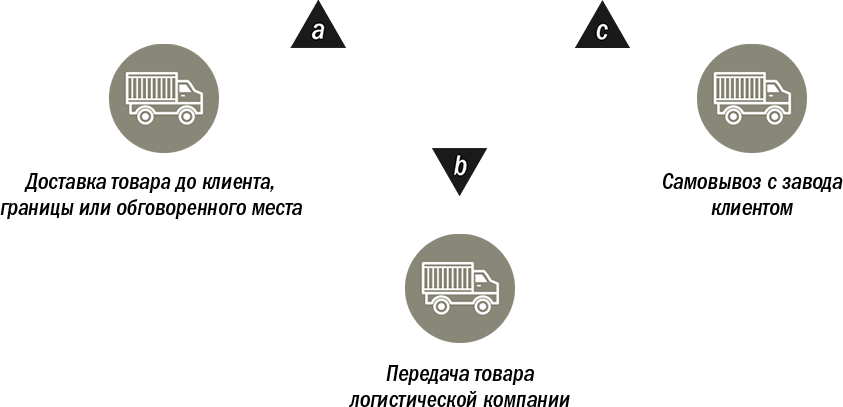 a
c
Доставка товара до клиента,
границы или обговоренного места
b
Самовывоз с завода
клиентом
Передача товара
логистической компании